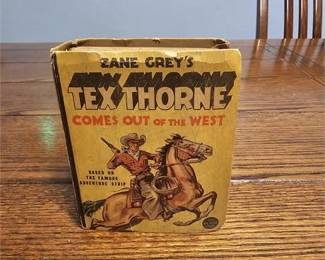 ZANE GREY'S
TEX THORNE
COMES OUT OF THE WEST
BASED ON
THE FAMOUS
ADVENTURE STRIP